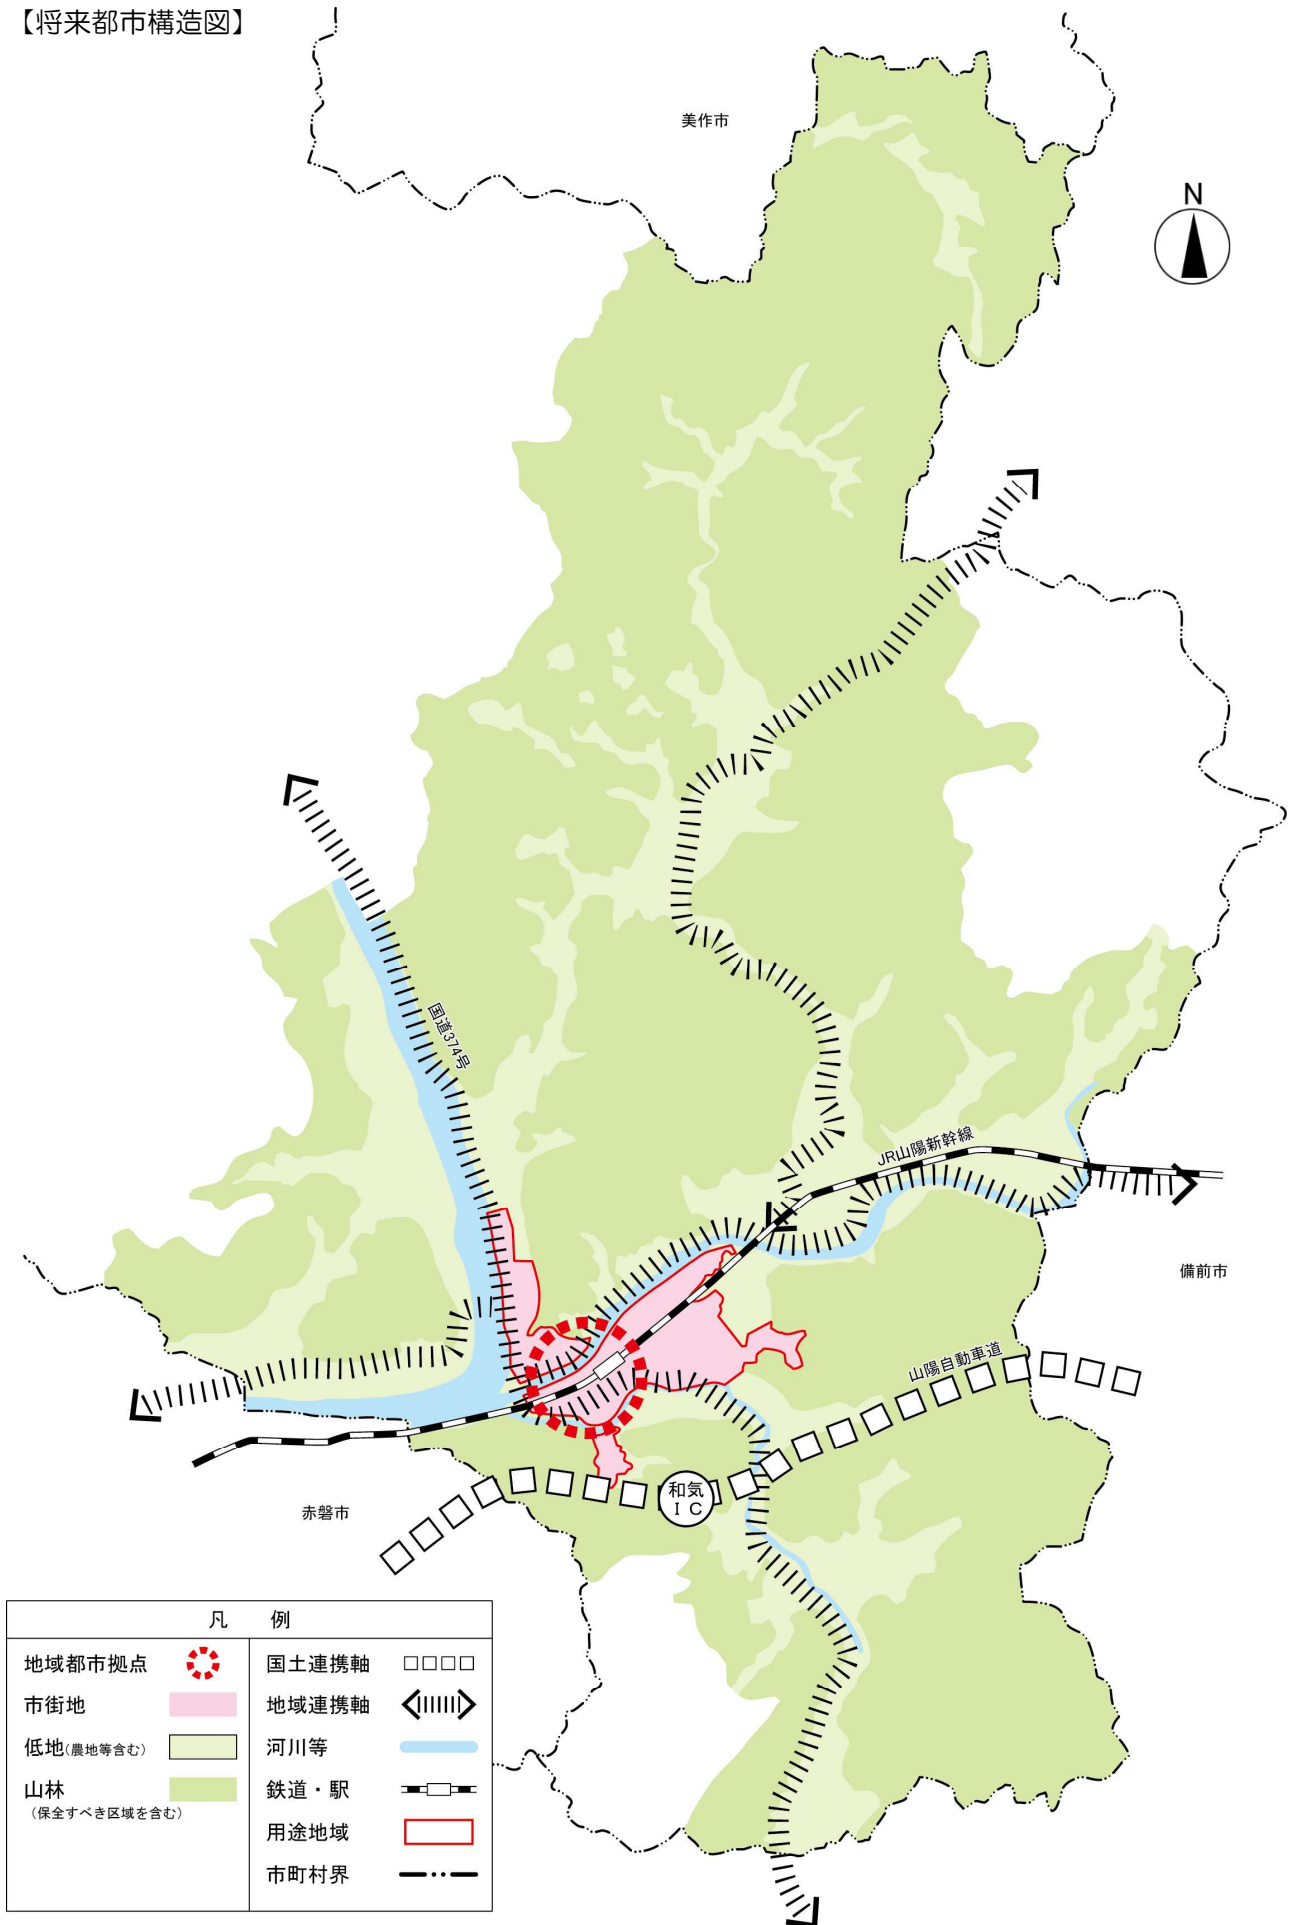 【将来都市構造図】
美作市
N
国道374号
JR山陽新幹線
備前市
山陽自動車道
和気
ＩＣ
赤磐市
凡 例
地域都市拠点
市街地
低地(農地等含む)
山林
(保全すべき区域を含む)
国土連携軸
地域連携軸
河川等
鉄道・駅
用途地域
市町村界